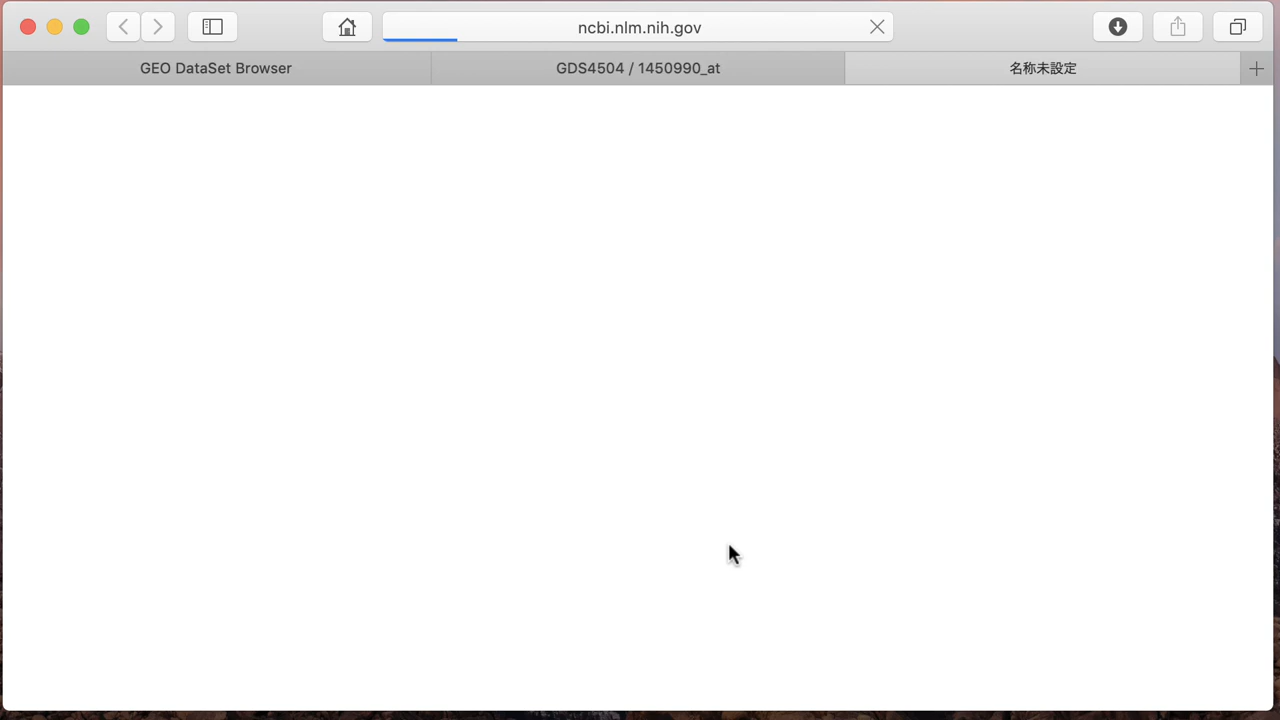 ncbi.nlm.nih.gov
GEO DataSet Browser
GDS4504 / 1450990_at
名称未設定